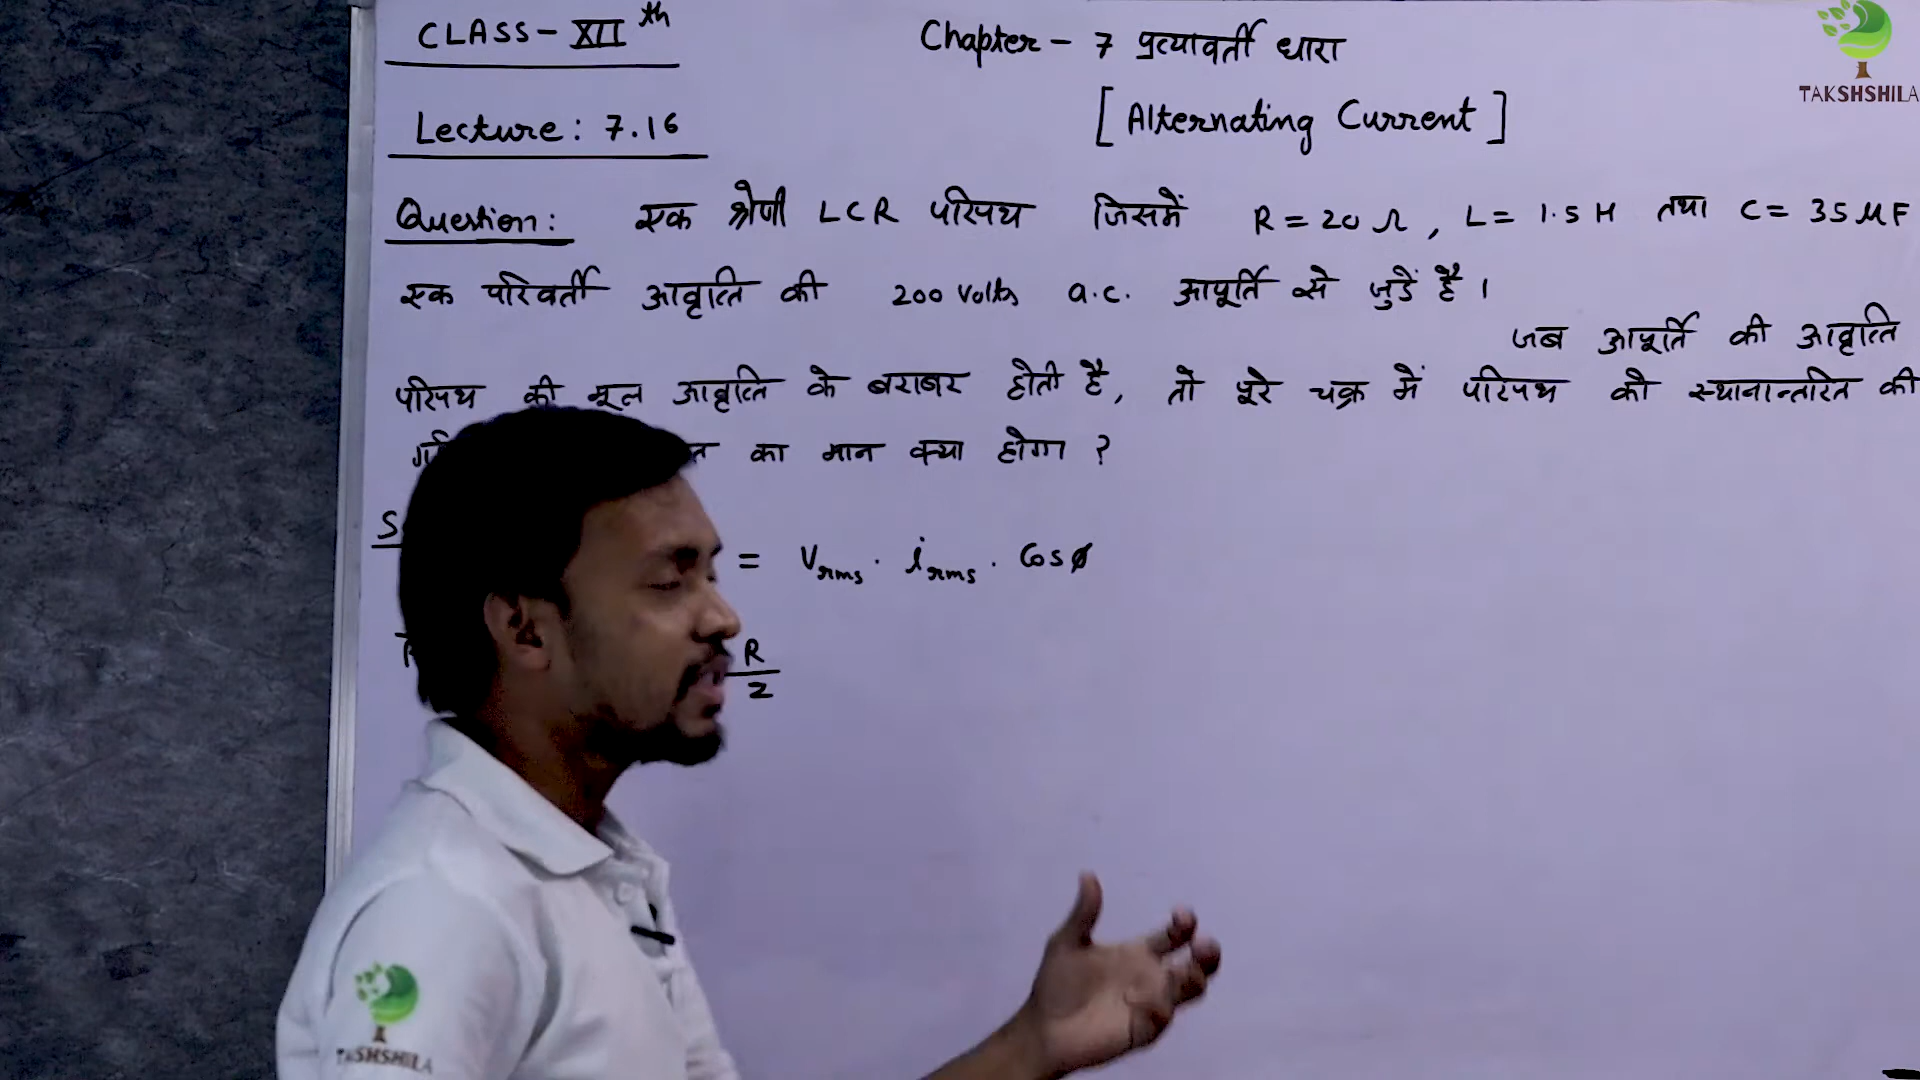 CLASS - XII th
Chapter - 7 प्रत्यावर्ती धारा
TAKSHSHILA
Lecture: 7.16
[Alternating Current]
Question: एक श्रेणी LCR परिपथ जिसमें R = 20 Ω, L = 1.5 H तथा C = 35 μF
एक परिवर्ती आवृत्ति की 200 Volts a.c. आपूर्ति से जुड़े है।
जब आपूर्ति की आवृत्ति
परिपथ की मूल आवृत्ति के बराबर होती है, तो पूरे चक्र में परिपथ को स्थानान्तरित की
का मान क्या होगा ?
= Vrms . irms . Cosϕ
R
2
TAKSHSHILA